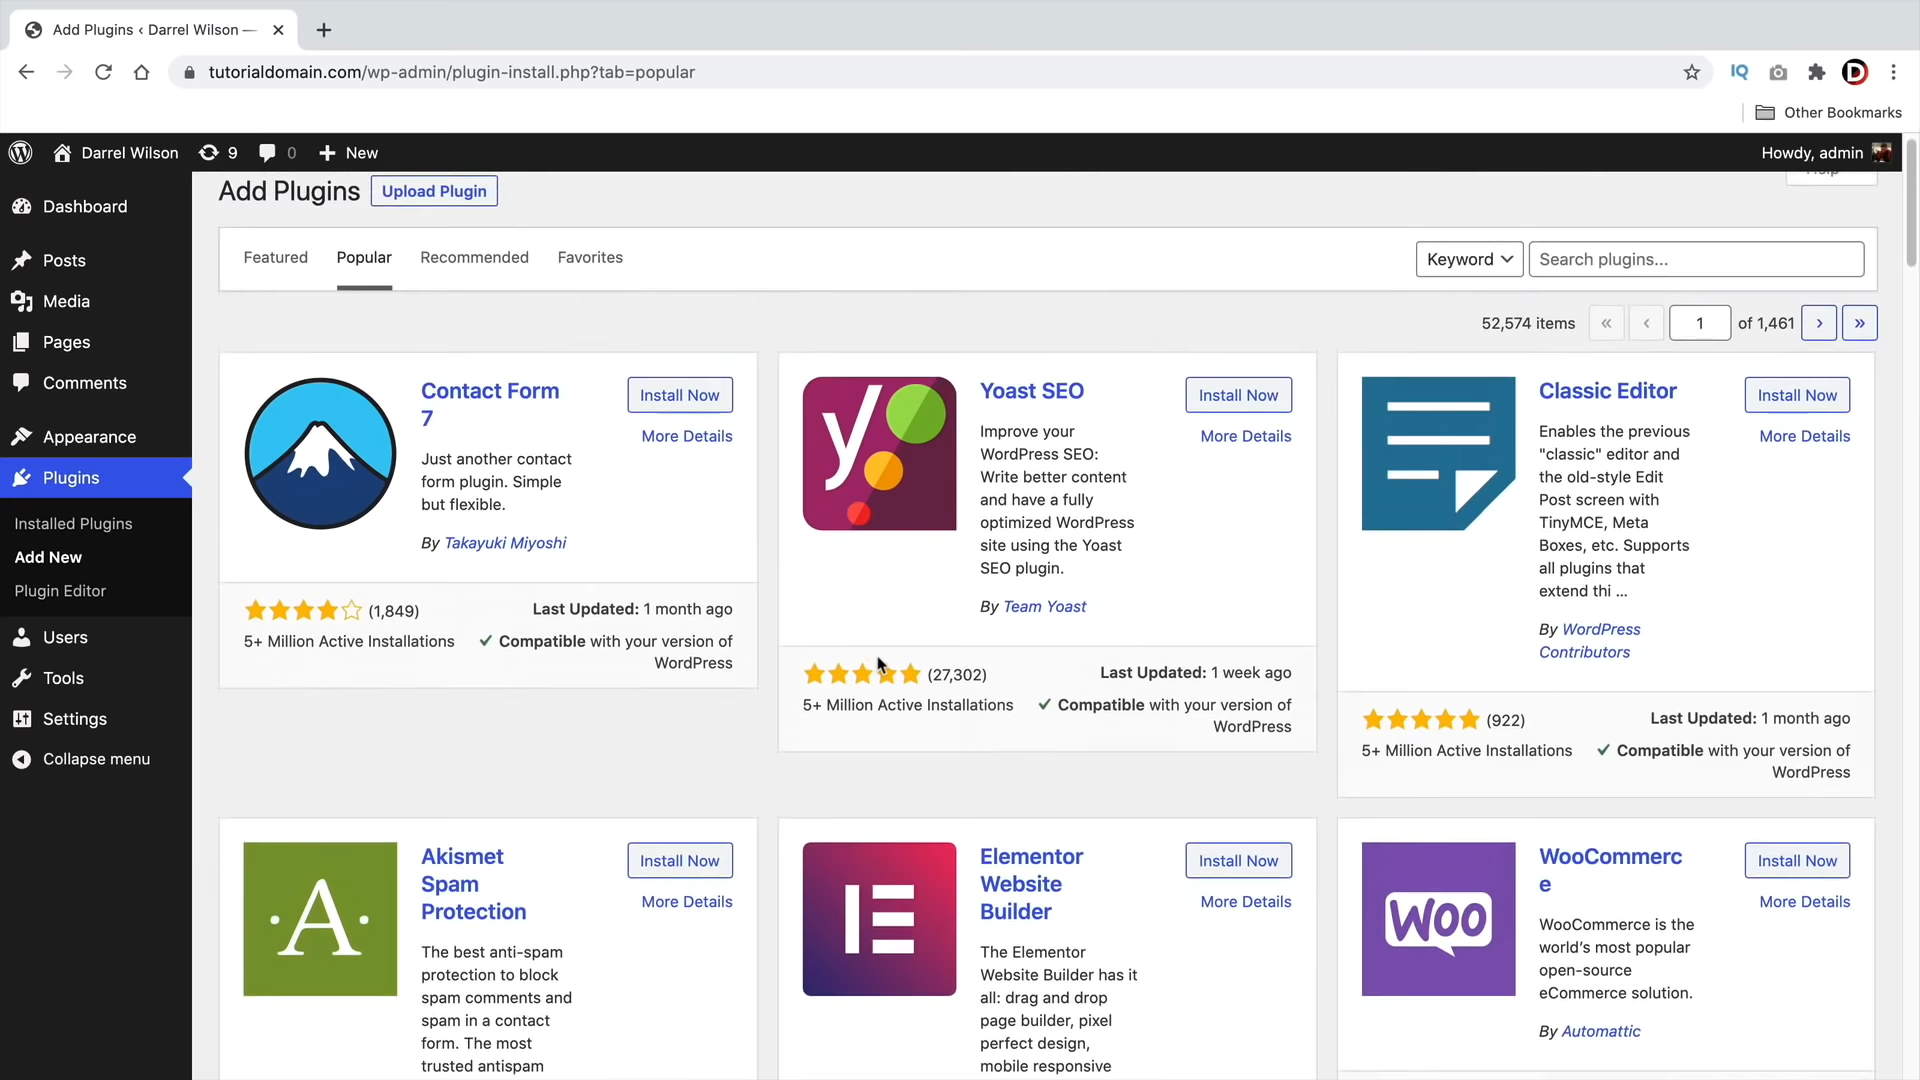 Add Plugins ‹ Darrel Wilson —
tutorialdomain.com/wp-admin/plugin-install.php?tab=popular
IQ
D
Other Bookmarks
Darrel Wilson
9
0
New
Howdy, admin
Dashboard
Posts
Media
Pages
Comments
Appearance
Plugins
Installed Plugins
Add New
Plugin Editor
Users
Tools
Settings
Collapse menu
Add Plugins
Upload Plugin
Help
Featured
Popular
Recommended
Favorites
Keyword
Search plugins...
52,574 items
«
‹
1
of 1,461
›
»
Contact Form
7
Install Now
More Details
Just another contact
form plugin. Simple
but flexible.
By Takayuki Miyoshi
(1,849)
Last Updated: 1 month ago
5+ Million Active Installations
Compatible with your version of
WordPress
y
Yoast SEO
Install Now
More Details
Improve your
WordPress SEO:
Write better content
and have a fully
optimized WordPress
site using the Yoast
SEO plugin.
By Team Yoast
(27,302)
Last Updated: 1 week ago
5+ Million Active Installations
Compatible with your version of
WordPress
Classic Editor
Install Now
More Details
Enables the previous
"classic" editor and
the old-style Edit
Post screen with
TinyMCE, Meta
Boxes, etc. Supports
all plugins that
extend thi ...
By WordPress
Contributors
(922)
Last Updated: 1 month ago
5+ Million Active Installations
Compatible with your version of
WordPress
·A·
Akismet
Spam
Protection
Install Now
More Details
The best anti-spam
protection to block
spam comments and
spam in a contact
form. The most
trusted antispam
Elementor
Website
Builder
Install Now
More Details
The Elementor
Website Builder has it
all: drag and drop
page builder, pixel
perfect design,
mobile responsive
WOO
WooCommerc
e
Install Now
More Details
WooCommerce is the
world's most popular
open-source
eCommerce solution.
By Automattic